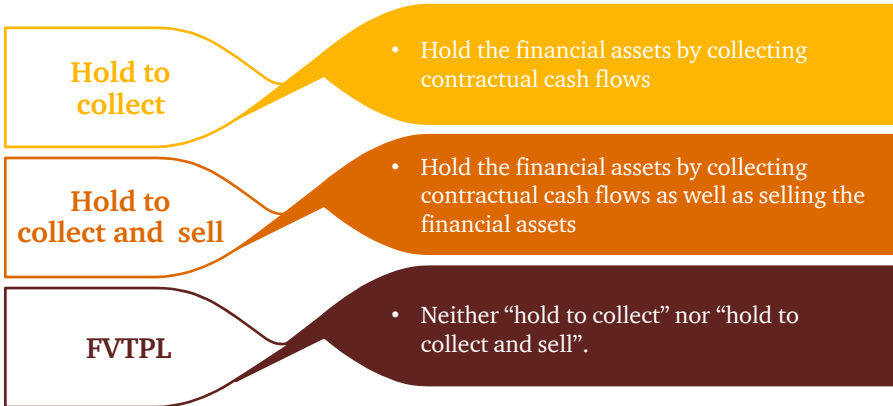 Hold to
collect
• Hold the financial assets by collecting
contractual cash flows
Hold to
collect and sell
• Hold the financial assets by collecting
contractual cash flows as well as selling the
financial assets
FVTPL
• Neither “hold to collect” nor “hold to
collect and sell”.